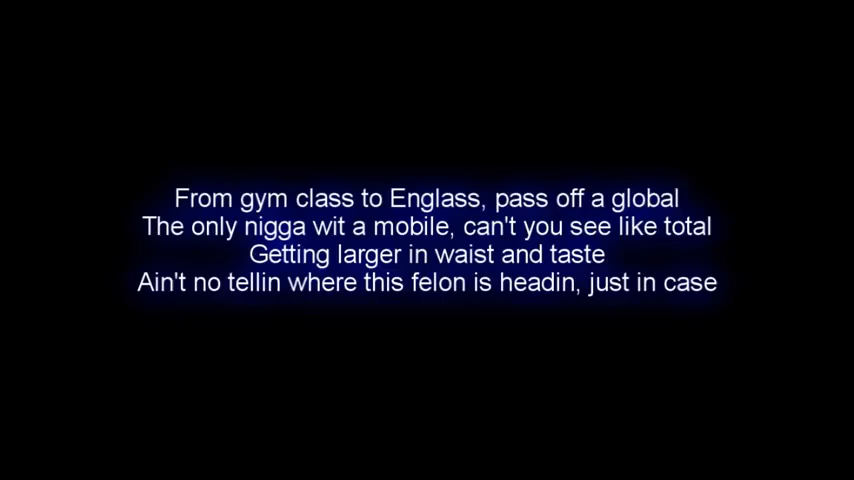 From gym class to Englass, pass off a global
The only nigga wit a mobile, can't you see like total
Getting larger in waist and taste
Ain't no tellin where this felon is headin, just in case